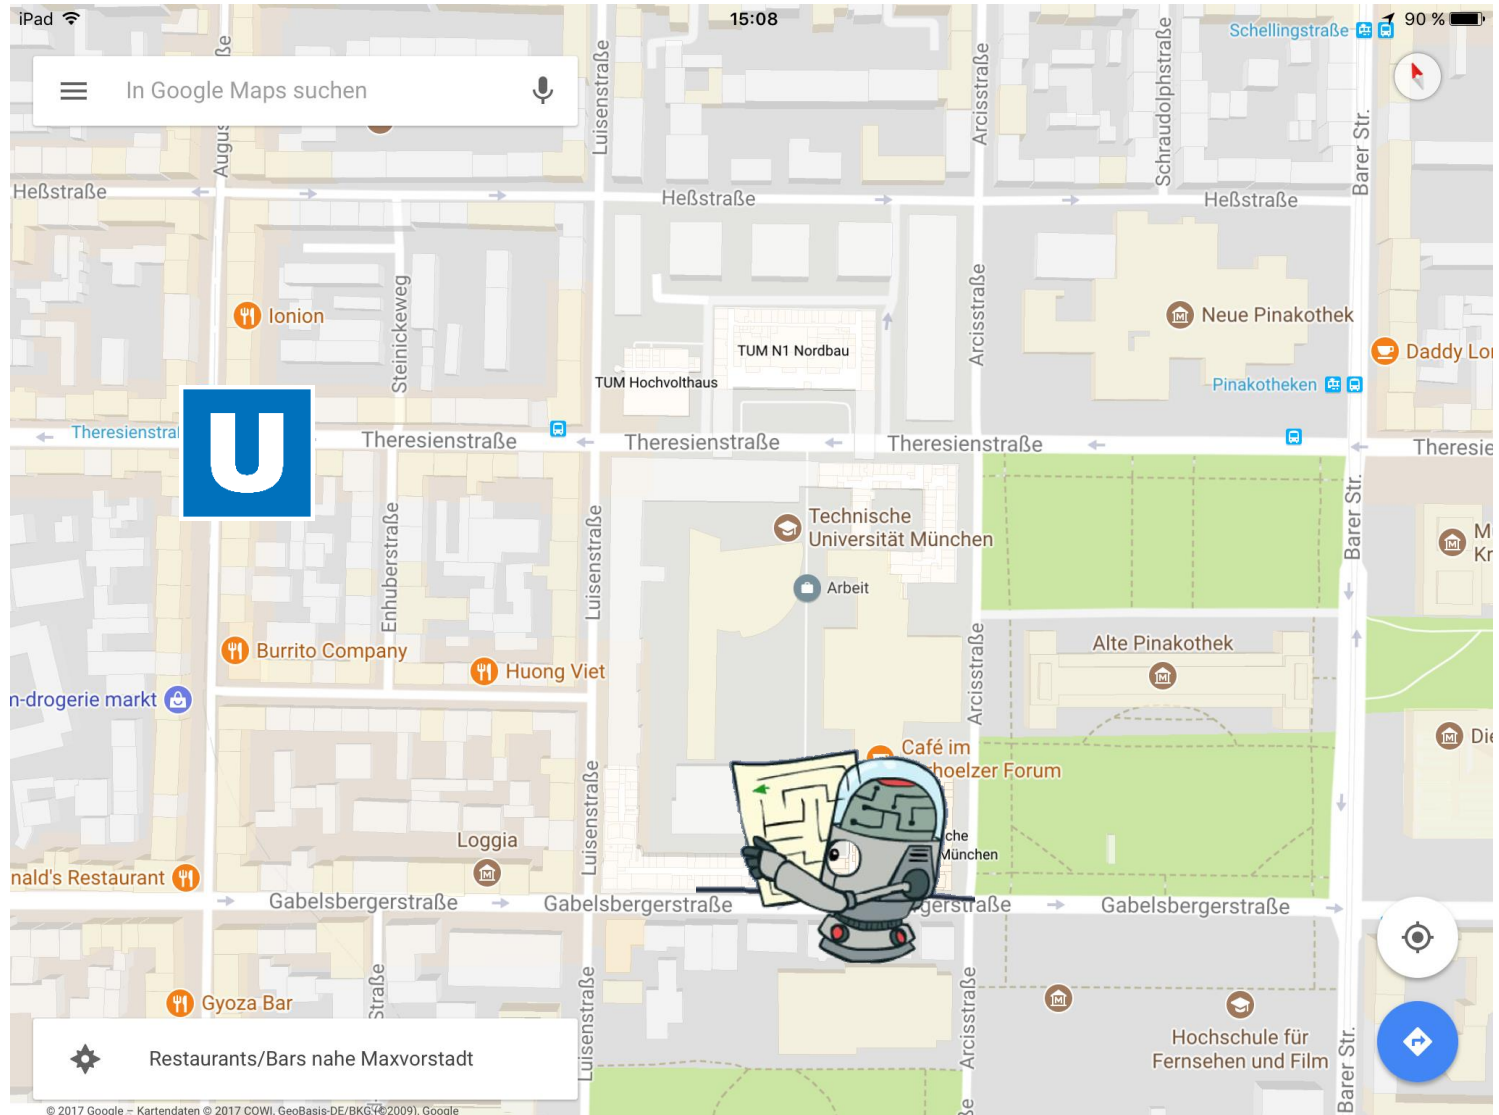 iPad
15:08
90 %
Schellingstraße
In Google Maps suchen
Luisenstraße
Arcisstraße
Schraudolphstraße
Barer Str.
Heßstraße
Heßstraße
Heßstraße
Steinickeweg
Arcisstraße
Ionion
Neue Pinakothek
TUM N1 Nordbau
Daddy
TUM Hochvolthaus
Pinakotheken
U
Theresienstraße
Theresienstraße
Theresienstraße
Enhuberstraße
Luisenstraße
Barer Str.
Technische
Universität München
Arbeit
Burrito Company
Huong Viet
Arcisstraße
Alte Pinakothek
m-drogerie markt
Café im
hoelzer Forum
Die
Luisenstraße
Loggia
che
München
nald's Restaurant
Gabelsbergerstraße
Gabelsbergerstraße
gerstraße
Gabelsbergerstraße
Gyoza Bar
Straße
Luisenstraße
Arcisstraße
Barer Str.
Hochschule für
Fernsehen und Film
Restaurants/Bars nahe Maxvorstadt
© 2017 Google – Kartendaten © 2017 COWI, GeoBasis-DE/BKG (©2009), Google